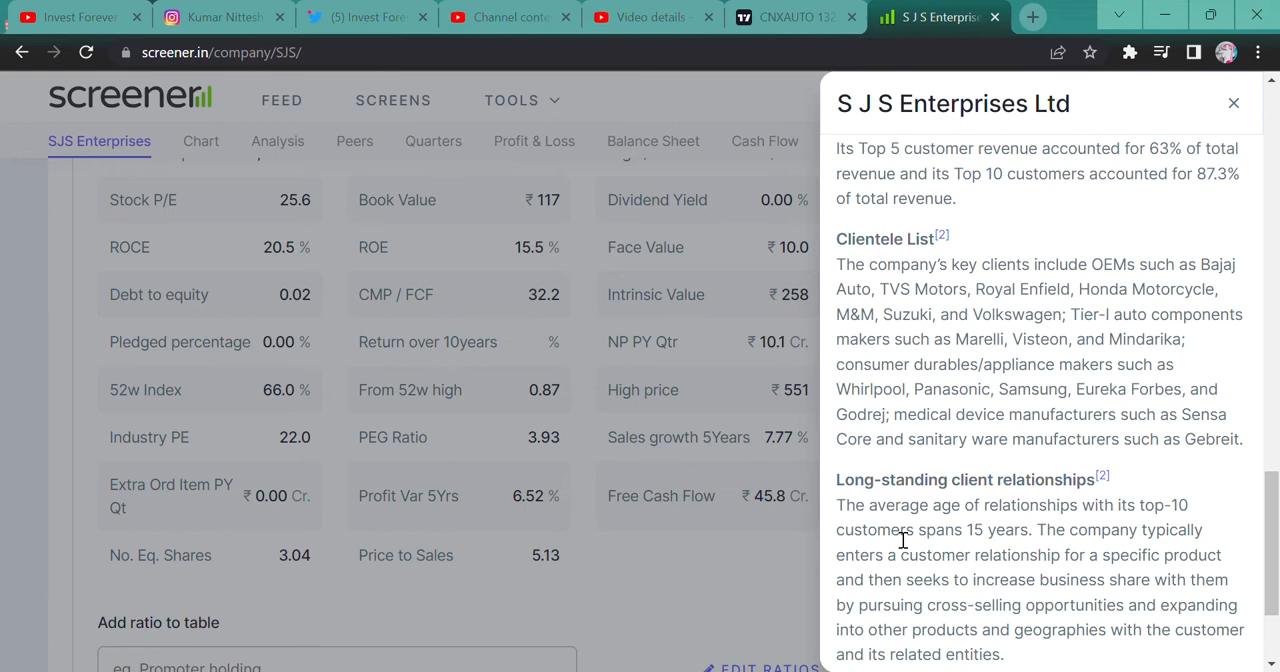 Invest Forever
Kumar Nittesh
(5) Invest Fore
Channel conte
Video details -
CNXAUTO 132
S J S Enterprise
screener.in/company/SJS/
screener
FEED
SCREENS
TOOLS
SJS Enterprises
Chart
Analysis
Peers
Quarters
Profit & Loss
Balance Sheet
Cash Flow
Stock P/E 25.6
Book Value ₹ 117
Dividend Yield 0.00 %
ROCE 20.5 %
ROE 15.5 %
Face Value ₹ 10.0
Debt to equity 0.02
CMP / FCF 32.2
Intrinsic Value ₹ 258
Pledged percentage 0.00 %
Return over 10years %
NP PY Qtr ₹ 10.1 Cr.
52w Index 66.0 %
From 52w high 0.87
High price ₹ 551
Industry PE 22.0
PEG Ratio 3.93
Sales growth 5Years 7.77 %
Extra Ord Item PY
Qt ₹ 0.00 Cr.
Profit Var 5Yrs 6.52 %
Free Cash Flow ₹ 45.8 Cr.
No. Eq. Shares 3.04
Price to Sales 5.13
Add ratio to table
eg. Promoter holding
EDIT RATIOS
S J S Enterprises Ltd
Its Top 5 customer revenue accounted for 63% of total
revenue and its Top 10 customers accounted for 87.3%
of total revenue.
Clientele List[2]
The company's key clients include OEMs such as Bajaj
Auto, TVS Motors, Royal Enfield, Honda Motorcycle,
M&M, Suzuki, and Volkswagen; Tier-I auto components
makers such as Marelli, Visteon, and Mindarika;
consumer durables/appliance makers such as
Whirlpool, Panasonic, Samsung, Eureka Forbes, and
Godrej; medical device manufacturers such as Sensa
Core and sanitary ware manufacturers such as Gebreit.
Long-standing client relationships[2]
The average age of relationships with its top-10
customers spans 15 years. The company typically
enters a customer relationship for a specific product
and then seeks to increase business share with them
by pursuing cross-selling opportunities and expanding
into other products and geographies with the customer
and its related entities.